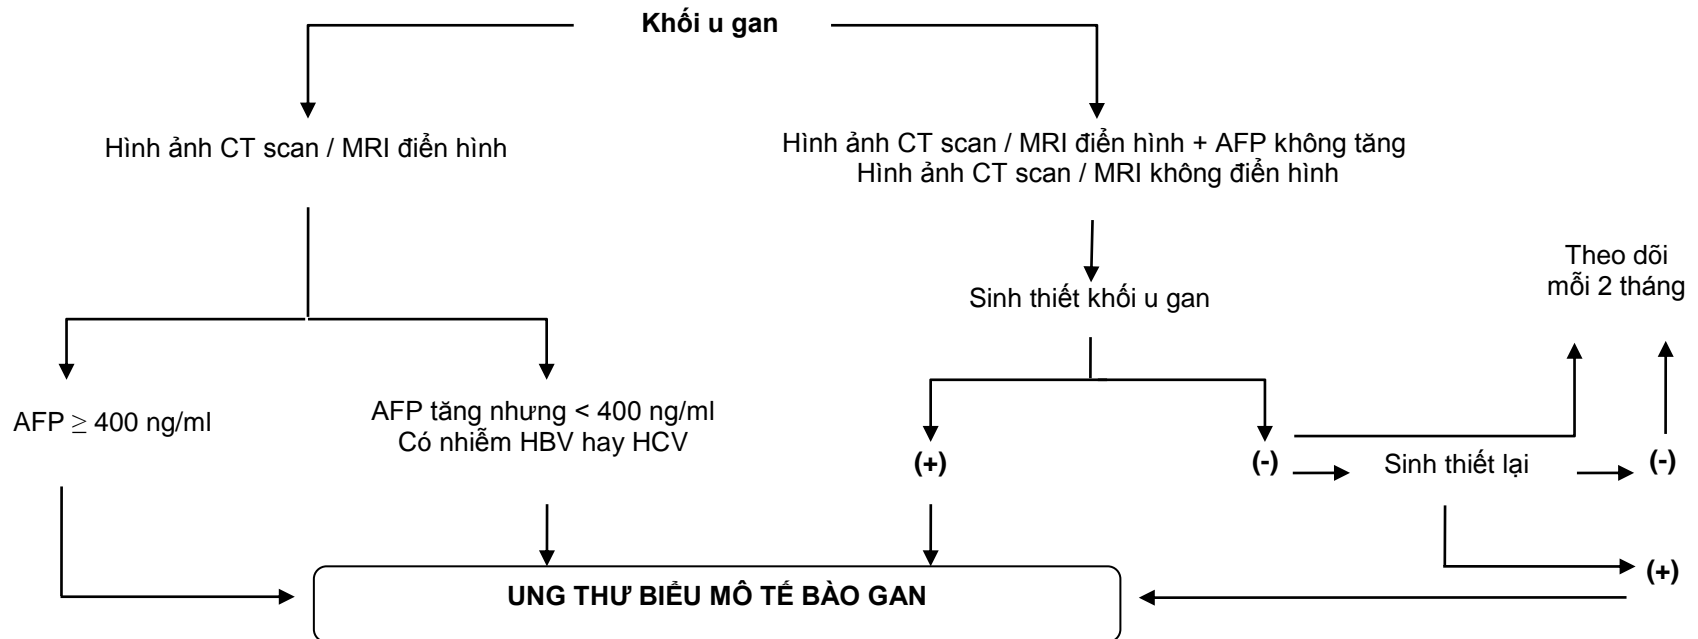 Khối u gan
Hình ảnh CT scan / MRI điển hình
Hình ảnh CT scan / MRI điển hình + AFP không tăng
Hình ảnh CT scan / MRI không điển hình
Theo dõi
mỗi 2 tháng
Sinh thiết khối u gan
AFP ≥ 400 ng/ml
AFP tăng nhưng < 400 ng/ml
Có nhiễm HBV hay HCV
(+)
(-)
Sinh thiết lại
(-)
(+)
UNG THƯ BIỂU MÔ TẾ BÀO GAN